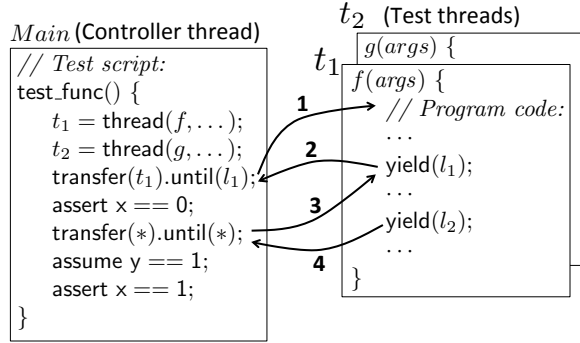 Main (Controller thread)
// Test script:
test_func() {
t1 = thread(f, ...);
t2 = thread(g, ...);
transfer(t1).until(l1);
assert x == 0;
transfer(∗).until(∗);
assume y == 1;
assert x == 1;
}
1
2
3
4
t2 (Test threads)
g(args) {
t1
f(args) {
// Program code:
...
yield(l1);
...
yield(l2);
...
}